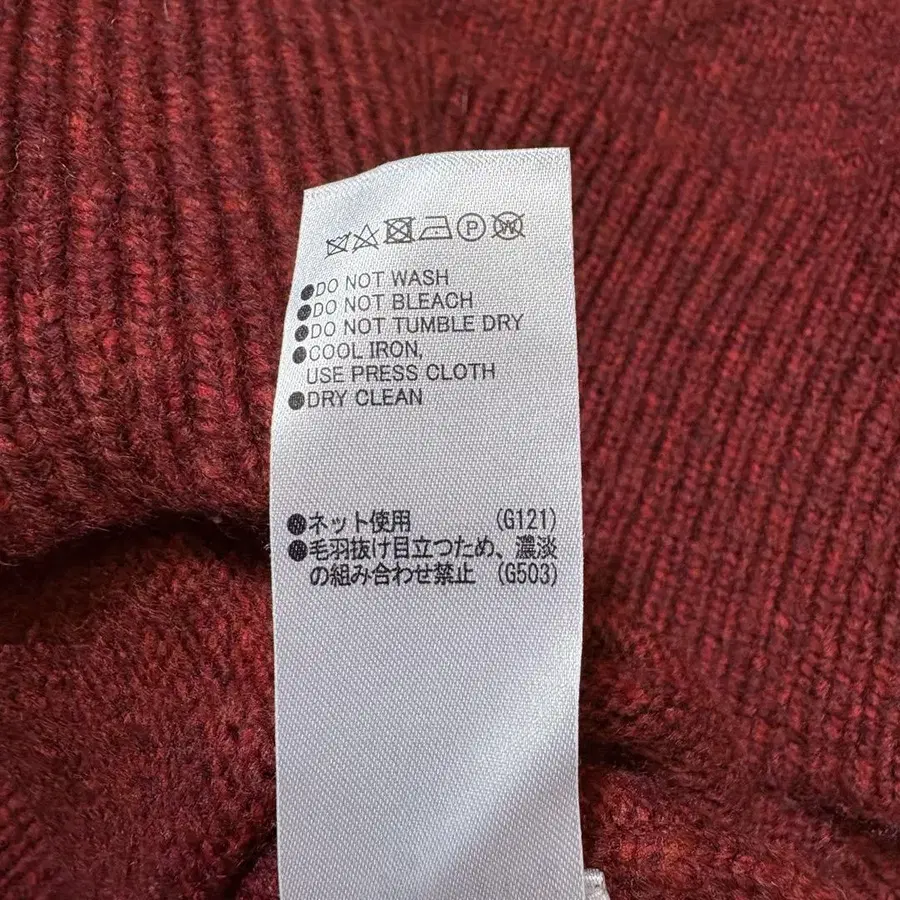 ●DO NOT WASH
●DO NOT BLEACH
●DO NOT TUMBLE DRY
●COOL IRON,
USE PRESS CLOTH
●DRY CLEAN
●ネット使用 (G121)
●毛羽抜け目立つため、濃淡
の組み合わせ禁止 (G503)